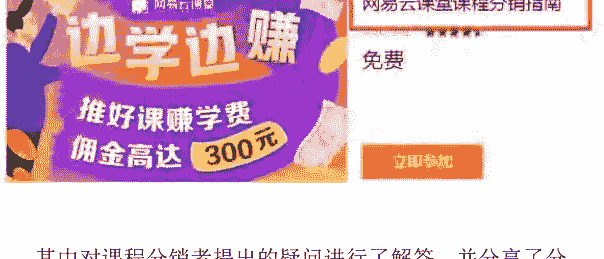 网易云课堂
边学边赚
推好课赚学费
佣金高达 300元
网易云课堂课程分销指南
免费
立即参加
其中对课程分销者提出的疑问进行了解答，并分享了分